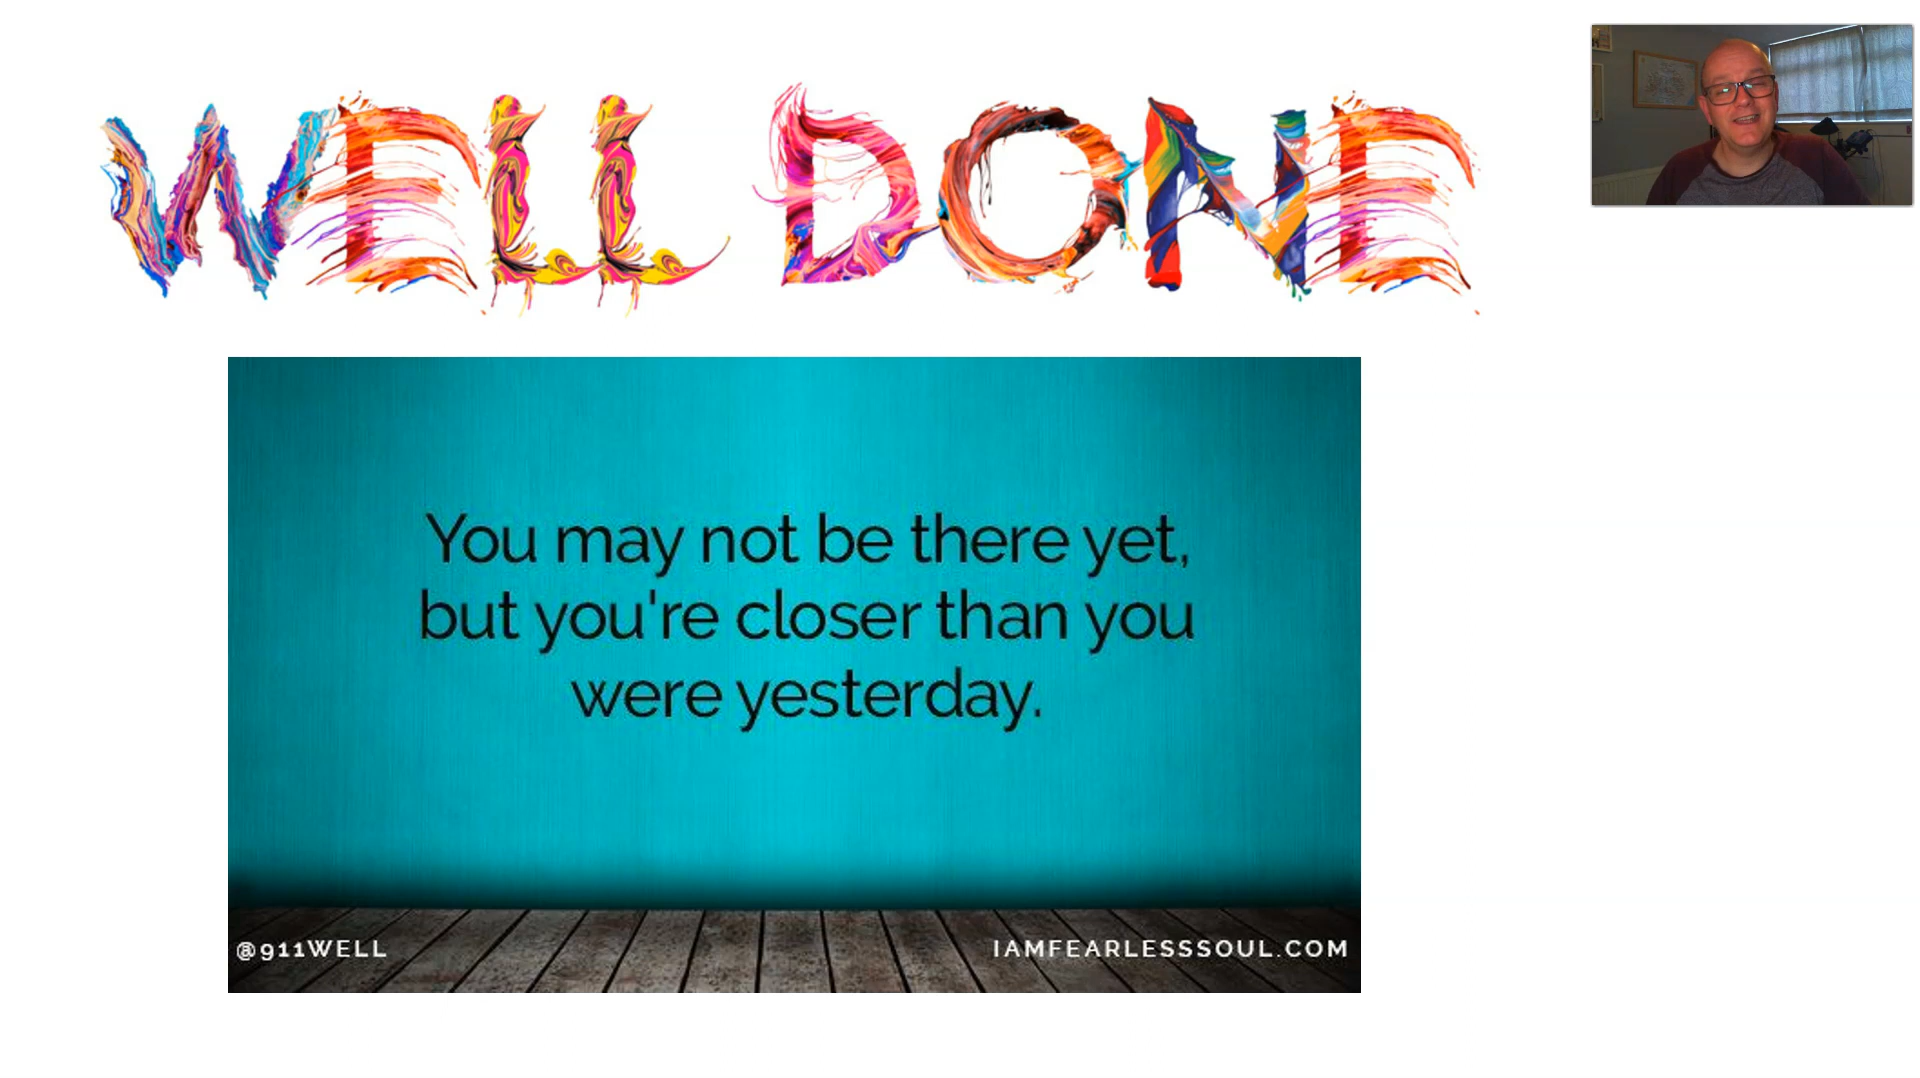 WELL DONE
You may not be there yet,
but you're closer than you
were yesterday.
@911WELL
IAMFEARLESSSOUL.COM